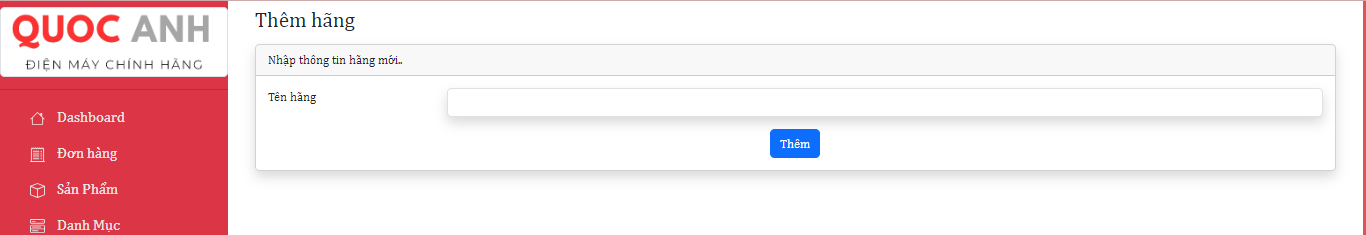 QUOC ANH
ĐIỆN MÁY CHÍNH HÃNG
Dashboard
Đơn hàng
Sản Phẩm
Danh Mục
Thêm hãng
Nhập thông tin hãng mới..
Tên hãng
Thêm